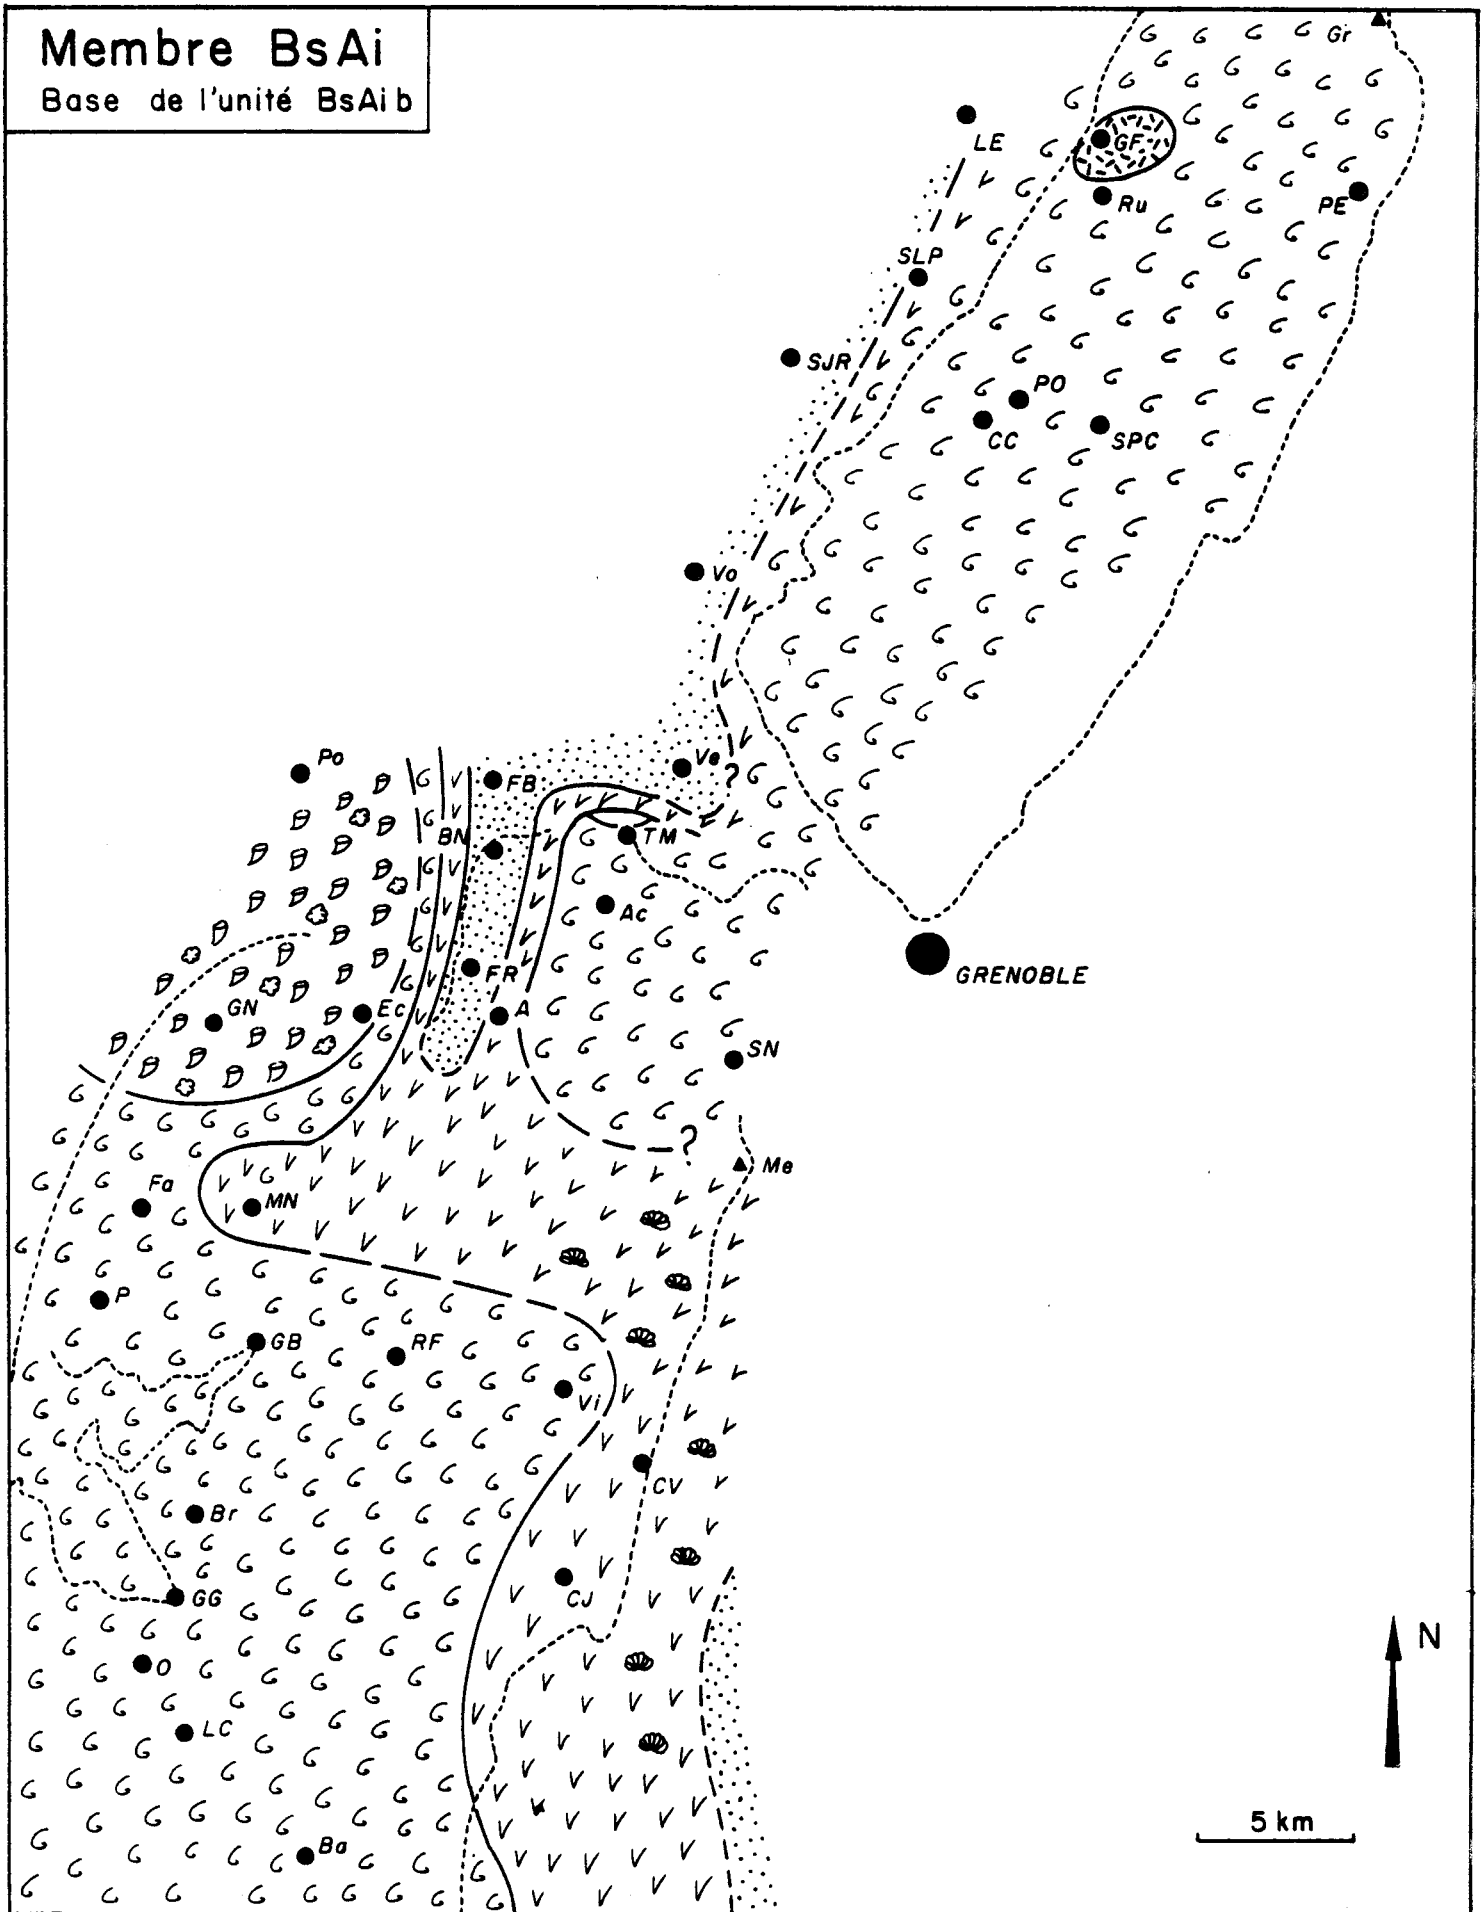 Membre BsAi
Base de l'unité BsAib
Gr
LE
GF
Ru
PE
SLP
SJR
PO
CC
SPC
Vo
Po
FB
Ve
?
BN
TM
Ac
FR
GRENOBLE
GN
Ec
A
SN
?
Me
Fa
MN
P
GB
RF
Vi
CV
Br
CJ
GG
N
O
LC
5 km
Ba